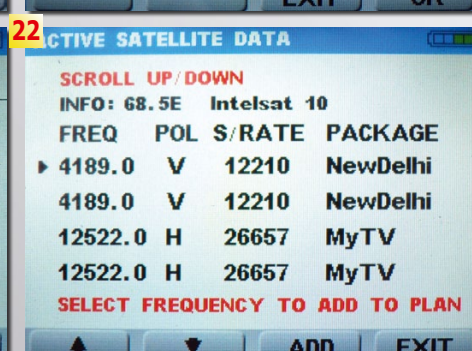 EXIT OK
22
ACTIVE SATELLITE DATA
SCROLL UP/DOWN
INFO: 68.5E Intelsat 10
FREQ POL S/RATE PACKAGE
4189.0 V 12210 NewDelhi
4189.0 V 12210 NewDelhi
12522.0 H 26657 MyTV
12522.0 H 26657 MyTV
SELECT FREQUENCY TO ADD TO PLAN
ADD EXIT